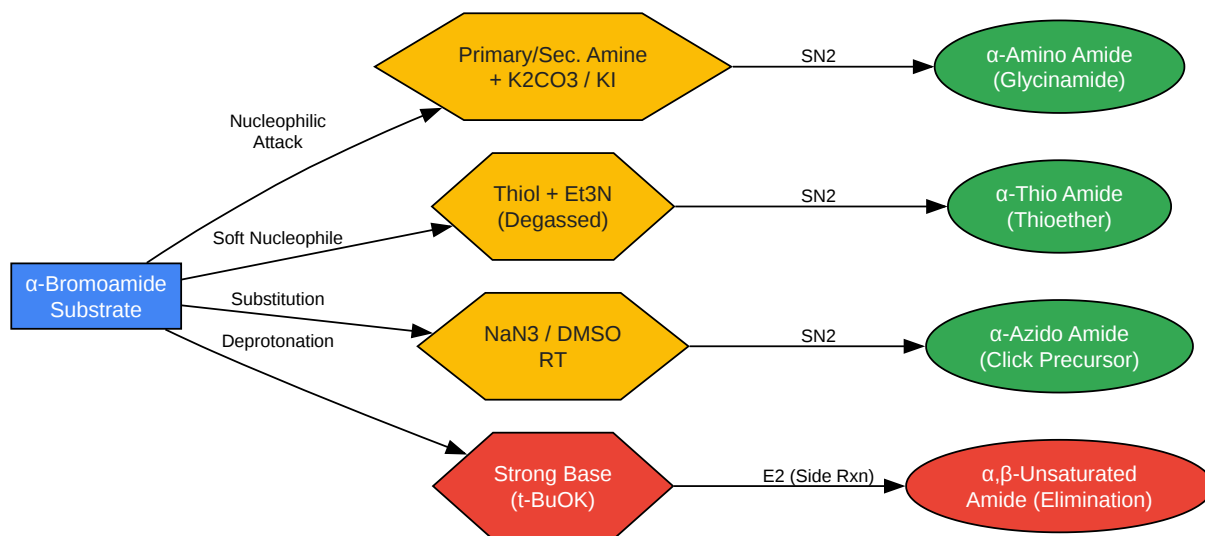 α-Bromoamide
Substrate
Nucleophilic
Attack
Primary/Sec. Amine
+ K2CO3 / KI
SN2
α-Amino Amide
(Glycinamide)
Soft Nucleophile
Thiol + Et3N
(Degassed)
SN2
α-Thio Amide
(Thioether)
Substitution
NaN3 / DMSO
RT
SN2
α-Azido Amide
(Click Precursor)
Deprotonation
Strong Base
(t-BuOK)
E2 (Side Rxn)
α,β-Unsaturated
Amide (Elimination)